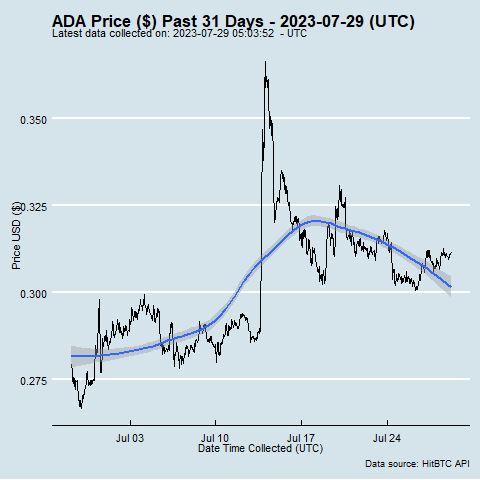 ADA Price ($) Past 31 Days - 2023-07-29 (UTC)
Latest data collected on: 2023-07-29 05:03:52 - UTC
Price USD ($)
0.350
0.325
0.300
0.275
Jul 03
Jul 10
Jul 17
Jul 24
Date Time Collected (UTC)
Data source: HitBTC API